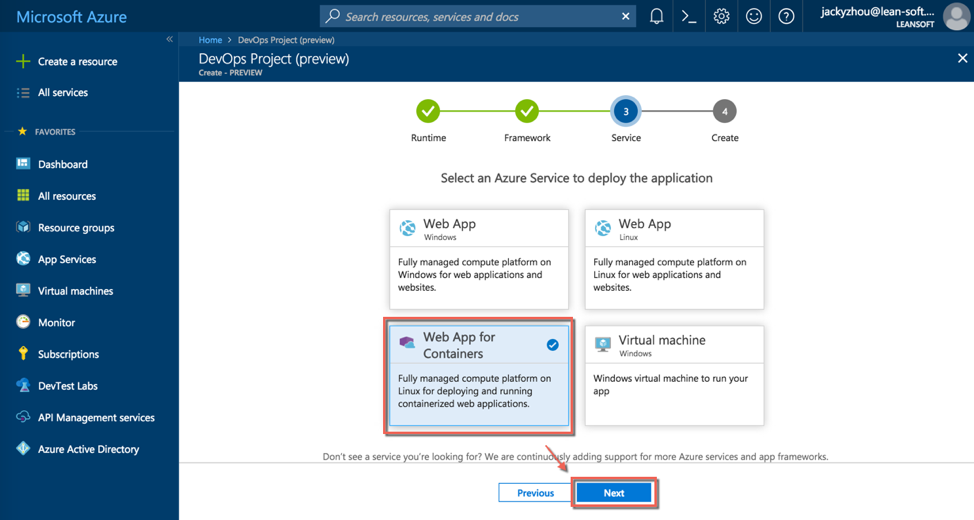 Microsoft Azure
Search resources, services and docs
jackyzhou@lean-soft....
LEANSOFT
Create a resource
All services
FAVORITES
Dashboard
All resources
Resource groups
App Services
Virtual machines
Monitor
Subscriptions
DevTest Labs
API Management services
Azure Active Directory
Home > DevOps Project (preview)
DevOps Project (preview)
Create - PREVIEW
3
4
Runtime
Framework
Service
Create
Select an Azure Service to deploy the application
Web App
Windows
Fully managed compute platform on
Windows for web applications and
websites.
Web App
Linux
Fully managed compute platform on
Linux for web applications and
websites.
Web App for
Containers
Fully managed compute platform on
Linux for deploying and running
containerized web applications.
Virtual machine
Windows
Windows virtual machine to run your
app
Don't see a service you're looking for? We are continuously adding support for more Azure services and app frameworks.
Previous
Next